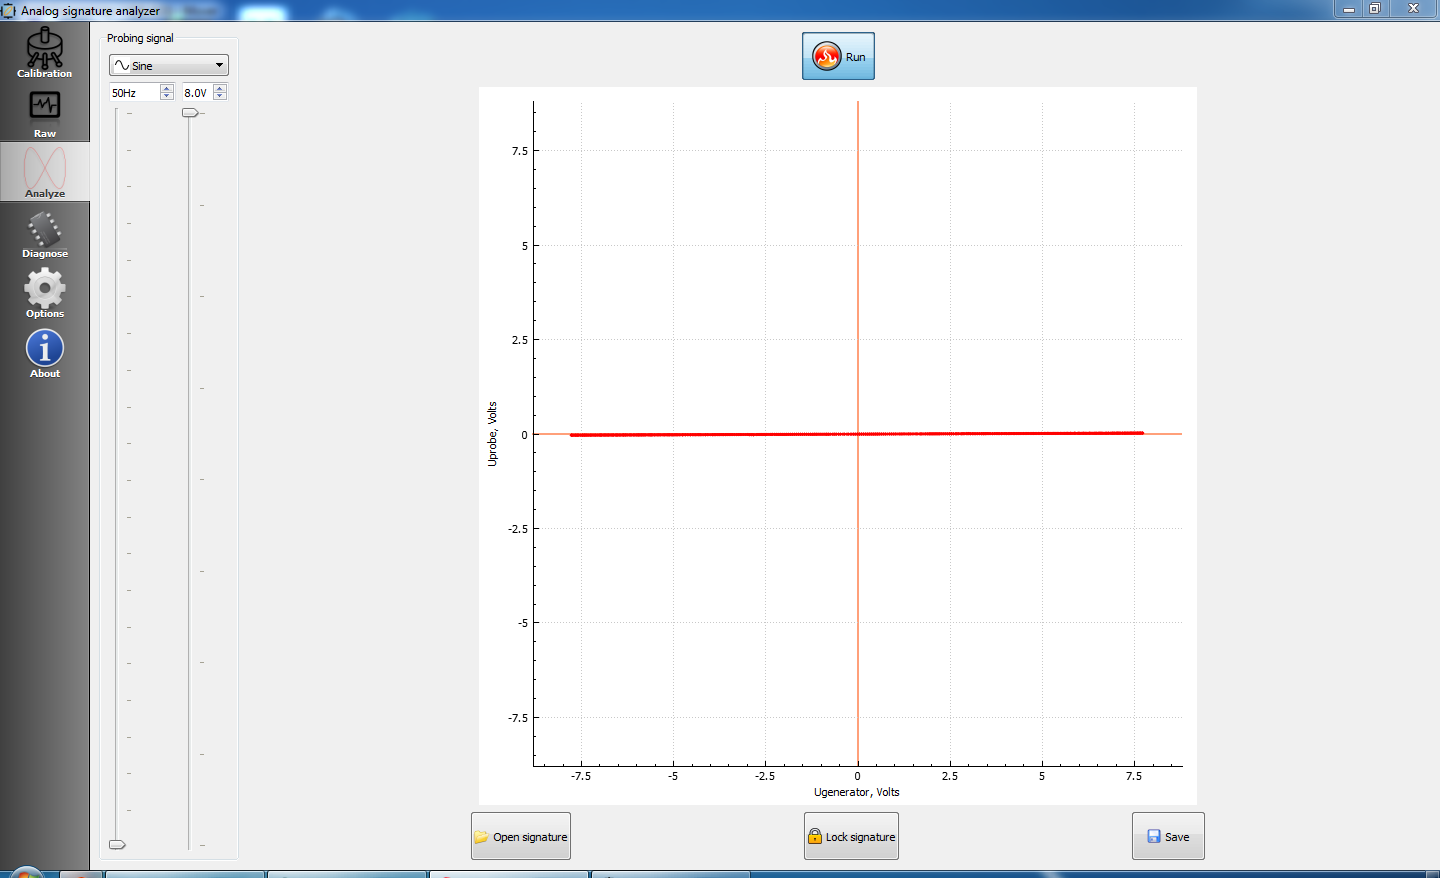 Analog signature analyzer
Calibration
Raw
Analyze
Diagnose
Options
About
Probing signal
Sine
50Hz
8.0V
Run
7.5
5
2.5
0
-2.5
-5
-7.5
Uprobe, Volts
-7.5 -5 -2.5 0 2.5 5 7.5
Ugenerator, Volts
Open signature
Lock signature
Save